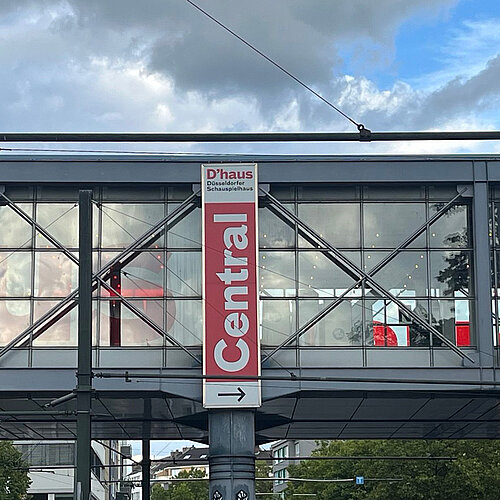 D'haus
Düsseldorfer
Schauspielhaus
Central
→